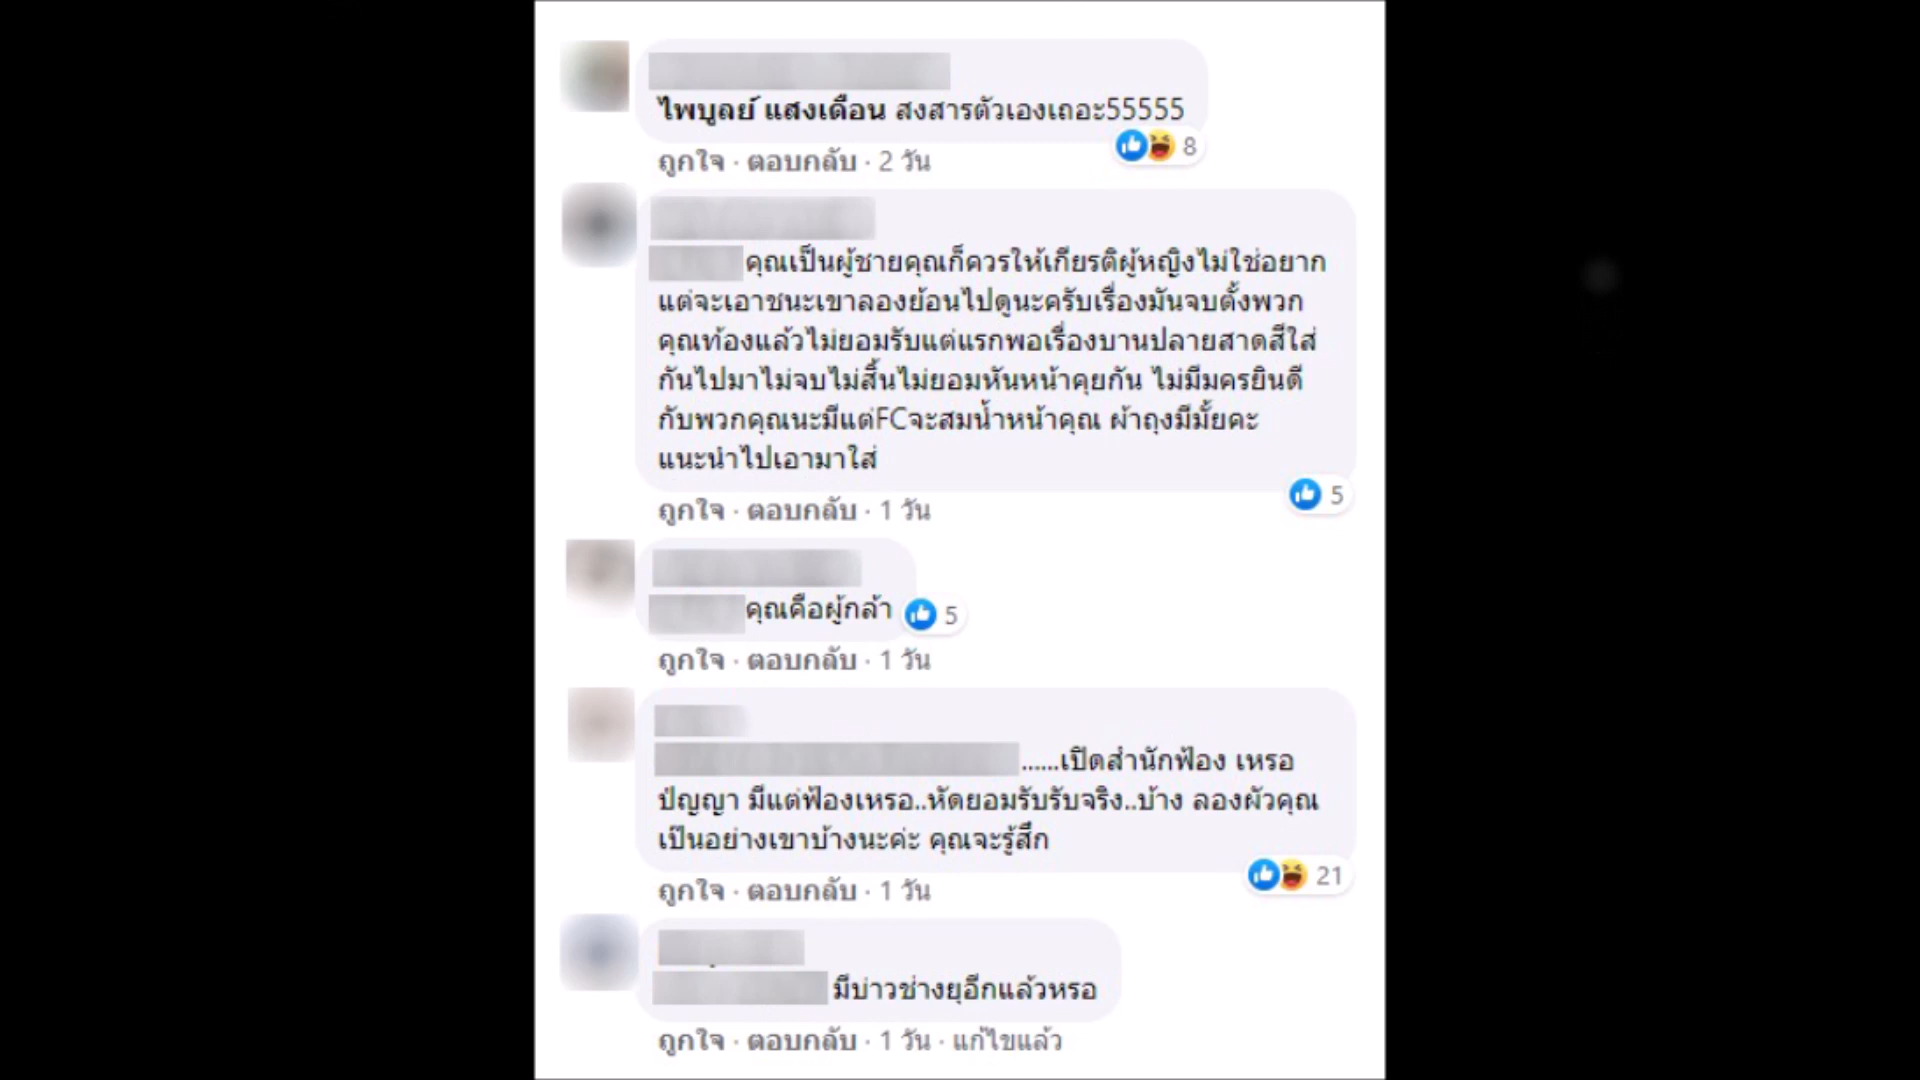 ไพบูลย์ แสงเดือน สงสารตัวเองเถอะ55555
8
ถูกใจ · ตอบกลับ · 2 วัน
คุณเป็นผู้ชายคุณก็ควรให้เกียรติผู้หญิงไม่ใช่อยาก
แต่จะเอาชนะเขาลองย้อนไปดูนะครับเรื่องมันจบตั้งพวก
คุณท้องแล้วไม่ยอมรับแต่แรกพอเรื่องบานปลายสาดสีใส่
กันไปมาไม่จบไม่สิ้นไม่ยอมหันหน้าคุยกัน ไม่มีมครยินดี
กับพวกคุณนะมีแต่FCจะสมน้ำหน้าคุณ ผ้าถุงมีมั้ยคะ
แนะนำไปเอามาใส่
5
ถูกใจ · ตอบกลับ · 1 วัน
คุณคือผู้กล้า
5
ถูกใจ · ตอบกลับ · 1 วัน
......เปิดสำนักฟ้อง เหรอ
ปัญญา มีแต่ฟ้องเหรอ..หัดยอมรับรับจริง..บ้าง ลองผัวคุณ
เป็นอย่างเขาบ้างนะค่ะ คุณจะรู้สึก
21
ถูกใจ · ตอบกลับ · 1 วัน
มีบ่าวช่างยุอีกแล้วหรอ
ถูกใจ · ตอบกลับ · 1 วัน · แก้ไขแล้ว